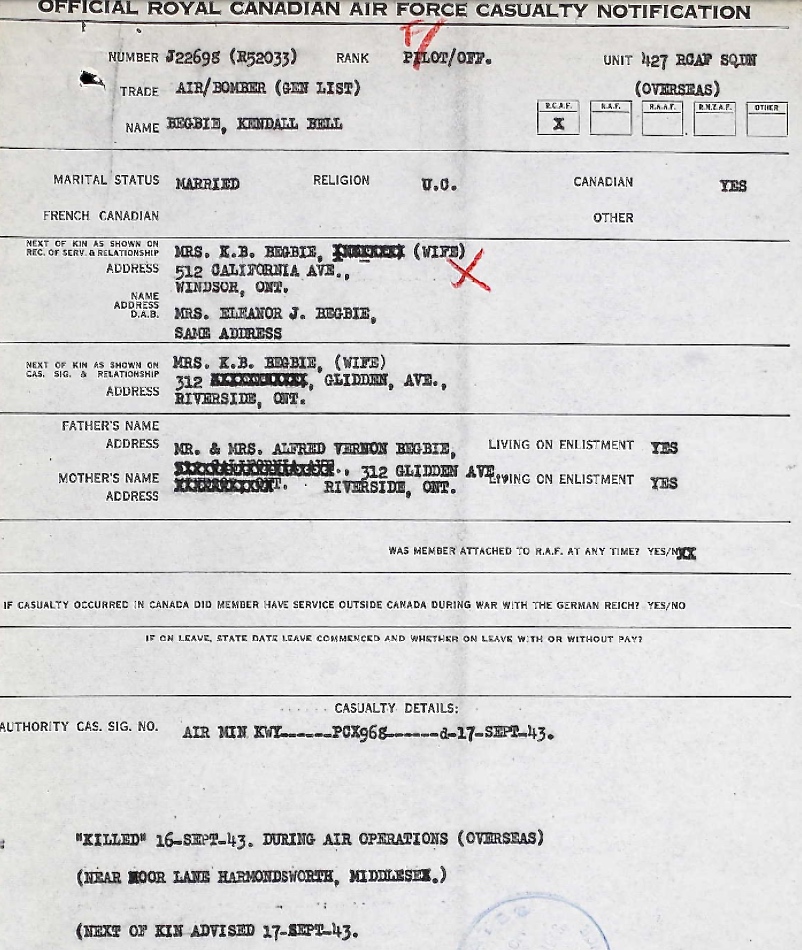 OFFICIAL ROYAL CANADIAN AIR FORCE CASUALTY NOTIFICATION
F/
NUMBER J22698 (R52033) RANK PILOT/OFF. UNIT 427 RCAF SQDN
TRADE AIR/BOMBER (GEN LIST) (OVERSEAS)
R.C.A.F. R.A.F. R.A.A.F. R.N.Z.A.F. OTHER
NAME BEGBIE, KENDALL BELL X
MARITAL STATUS MARRIED RELIGION U.C. CANADIAN YES
FRENCH CANADIAN OTHER
NEXT OF KIN AS SHOWN ON
REC. OF SERV. & RELATIONSHIP MRS. K.B. BEGBIE, (WIFE)
ADDRESS 512 CALIFORNIA AVE.,
WINDSOR, ONT.
NAME
ADDRESS
D.A.B. MRS. ELEANOR J. BEGBIE,
SAME ADDRESS
NEXT OF KIN AS SHOWN ON
CAS. SIG. & RELATIONSHIP MRS. K.B. BEGBIE, (WIFE)
ADDRESS 312 , GLIDDEN, AVE.,
RIVERSIDE, ONT.
FATHER'S NAME
ADDRESS MR. & MRS. ALFRED VERNON BEGBIE, LIVING ON ENLISTMENT YES
312 GLIDDEN AVE.
MOTHER'S NAME RIVERSIDE, ONT. LIVING ON ENLISTMENT YES
ADDRESS
WAS MEMBER ATTACHED TO R.A.F. AT ANY TIME? YES/NXX
IF CASUALTY OCCURRED IN CANADA DID MEMBER HAVE SERVICE OUTSIDE CANADA DURING WAR WITH THE GERMAN REICH? YES/NO
IF ON LEAVE, STATE DATE LEAVE COMMENCED AND WHETHER ON LEAVE WITH OR WITHOUT PAY?
CASUALTY DETAILS:
AUTHORITY CAS. SIG. NO. AIR MIN KWY------PCX968------d-17-SEPT-43.
"KILLED" 16-SEPT-43. DURING AIR OPERATIONS (OVERSEAS)
(NEAR MOOR LANE HARMONDSWORTH, MIDDLESEX.)
(NEXT OF KIN ADVISED 17-SEPT-43.